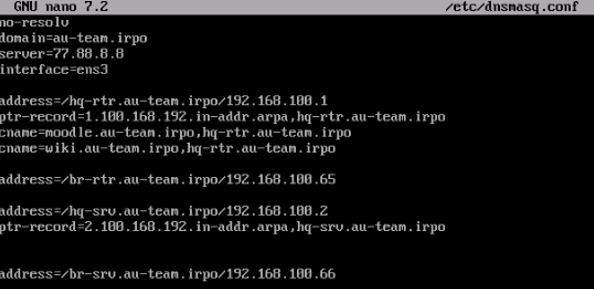 GNU nano 7.2 /etc/dnsmasq.conf
no-resolv
domain=au-team.irpo
server=77.88.8.8
interface=ens3
address=/hq-rtr.au-team.irpo/192.168.100.1
ptr-record=1.100.168.192.in-addr.arpa,hq-rtr.au-team.irpo
cname=moodle.au-team.irpo,hq-rtr.au-team.irpo
cname=wiki.au-team.irpo,hq-rtr.au-team.irpo
address=/br-rtr.au-team.irpo/192.168.100.65
address=/hq-srv.au-team.irpo/192.168.100.2
ptr-record=2.100.168.192.in-addr.arpa,hq-srv.au-team.irpo
address=/br-srv.au-team.irpo/192.168.100.66